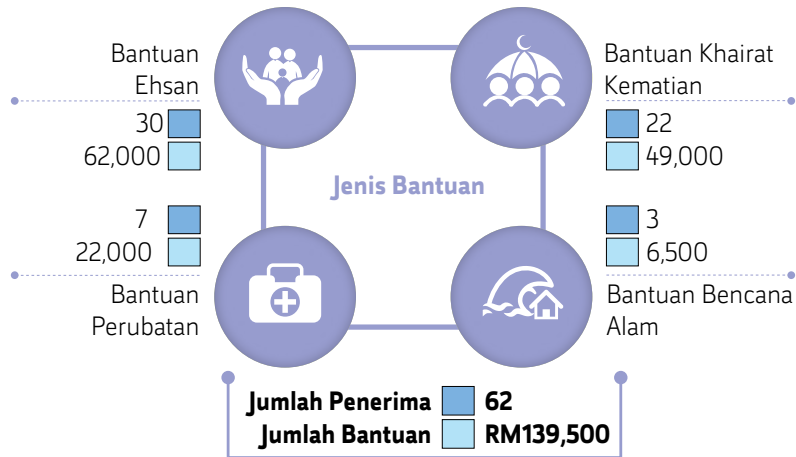 Bantuan
Ehsan
30
62,000
Bantuan Khairat
Kematian
22
49,000
Jenis Bantuan
7
22,000
Bantuan
Perubatan
3
6,500
Bantuan Bencana
Alam
Jumlah Penerima 62
Jumlah Bantuan RM139,500